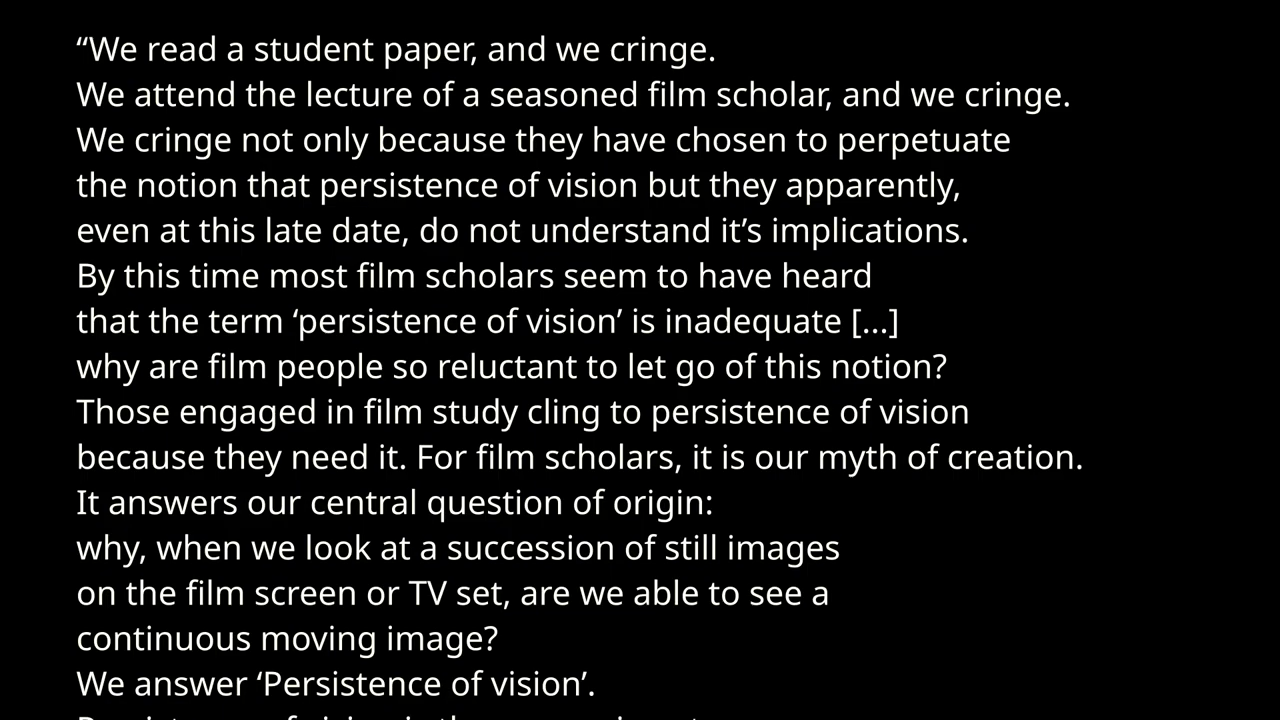 “We read a student paper, and we cringe.
We attend the lecture of a seasoned film scholar, and we cringe.
We cringe not only because they have chosen to perpetuate
the notion that persistence of vision but they apparently,
even at this late date, do not understand it’s implications.
By this time most film scholars seem to have heard
that the term ‘persistence of vision’ is inadequate [...]
why are film people so reluctant to let go of this notion?
Those engaged in film study cling to persistence of vision
because they need it. For film scholars, it is our myth of creation.
It answers our central question of origin:
why, when we look at a succession of still images
on the film screen or TV set, are we able to see a
continuous moving image?
We answer ‘Persistence of vision’.